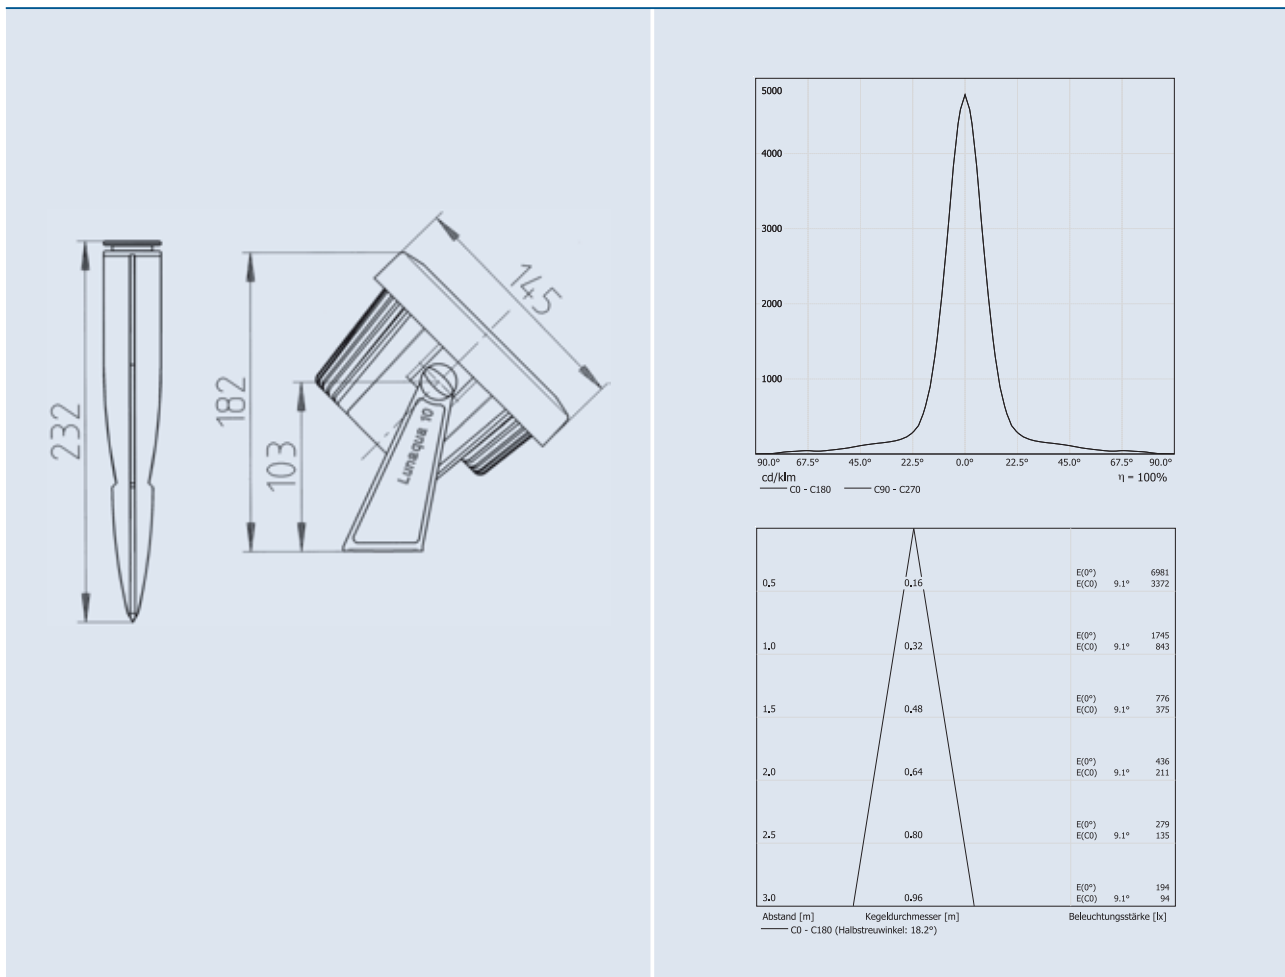 232
182
103
145
Lunaqua 10
5000
4000
3000
2000
1000
90.0° 67.5° 45.0° 22.5° 0.0° 22.5° 45.0° 67.5° 90.0°
cd/klm η = 100%
C0 - C180 C90 - C270
E(0°) 6981
0.5 0.16 E(C0) 9.1° 3372
E(0°) 1745
1.0 0.32 E(C0) 9.1° 843
E(0°) 776
1.5 0.48 E(C0) 9.1° 375
E(0°) 436
2.0 0.64 E(C0) 9.1° 211
E(0°) 279
2.5 0.80 E(C0) 9.1° 135
E(0°) 194
3.0 0.96 E(C0) 9.1° 94
Abstand [m] Kegeldurchmesser [m] Beleuchtungsstärke [lx]
C0 - C180 (Halbstreuwinkel: 18.2°)